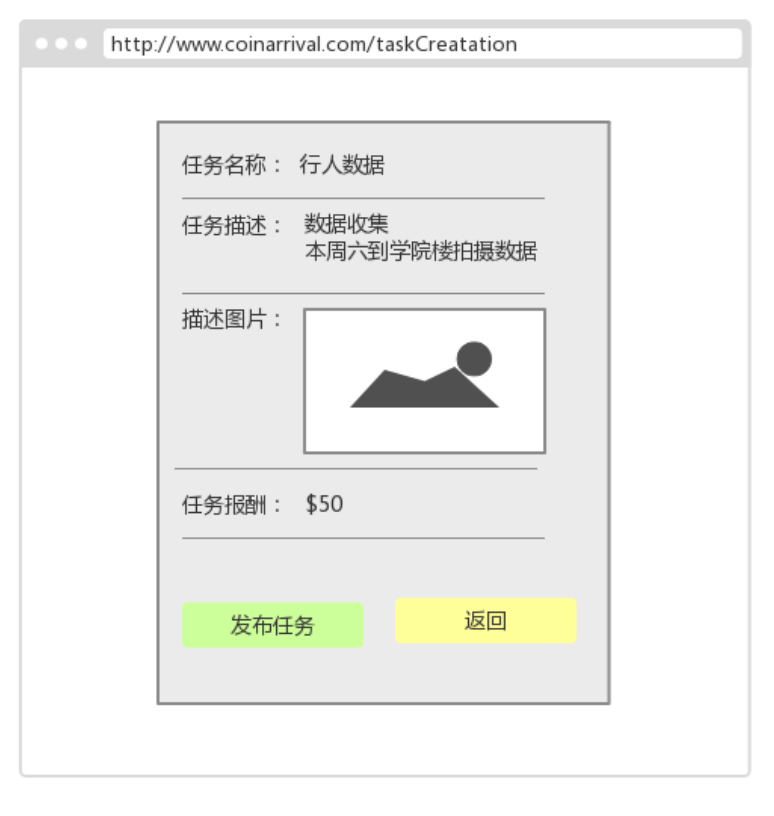 http://www.coinarrival.com/taskCreatation
任务名称： 行人数据
任务描述： 数据收集
本周六到学院楼拍摄数据
描述图片：
任务报酬： $50
发布任务
返回